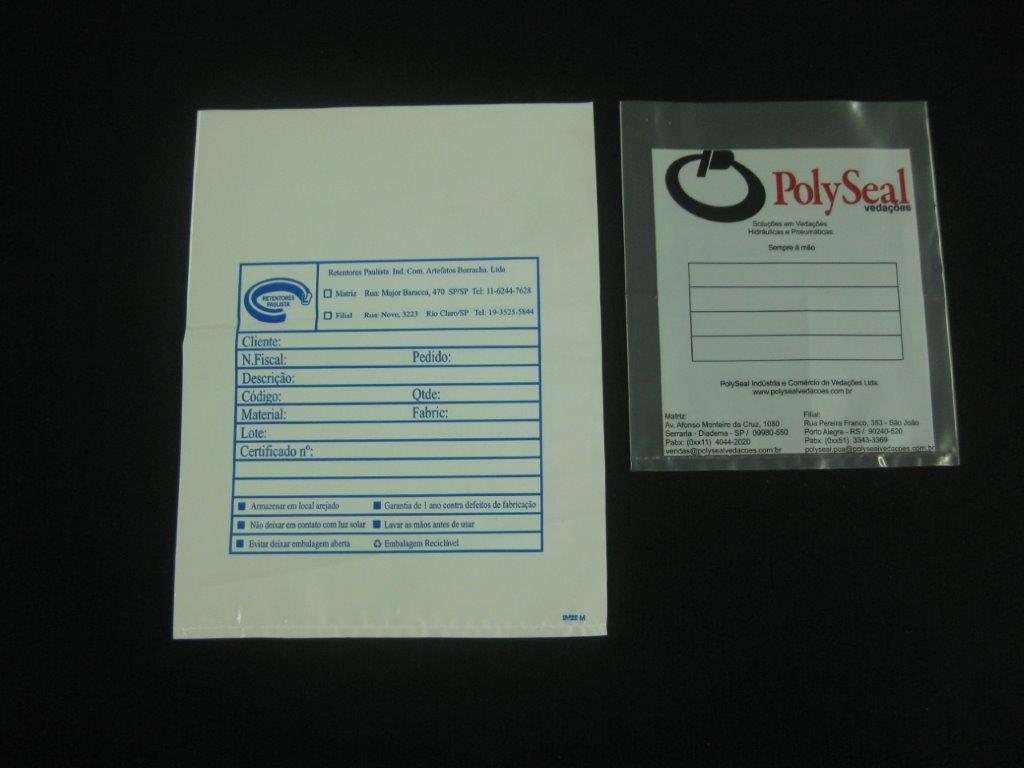 RETENTORES
PAULISTA
Retentores Paulista Ind. Com. Artefatos Borracha. Ltda
Matriz Rua: Major Baracca, 470 SP/SP Tel: 11-6244-7628
Filial Rua: Nove, 3223 Rio Claro/SP Tel: 19-3525-5844
Cliente:
N.Fiscal: Pedido:
Descrição:
Código: Qtde:
Material: Fabric:
Lote:
Certificado nº:
Armazenar em local arejado Garantia de 1 ano contra defeitos de fabricação
Não deixar em contato com luz solar Lavar as mãos antes de usar
Evitar deixar embalagem aberta Embalagem Reciclável
M
PolySeal
vedações
Soluções em Vedações
Hidráulicas e Pneumáticas.
Sempre à mão
PolySeal Indústria e Comércio de Vedações Ltda.
www.polysealvedacoes.com.br
Matriz:
Av. Afonso Monteiro da Cruz, 1080
Serraria - Diadema - SP / 09980-550
Pabx: (0xx11) 4044-2020
vendas@polysealvedacoes.com.br
Filial:
Rua Pereira Franco, 383 - São João
Porto Alegre - RS / 90240-520
Pabx: (0xx51) 3343-3369
polyseal.poa@polysealvedacoes.com.br